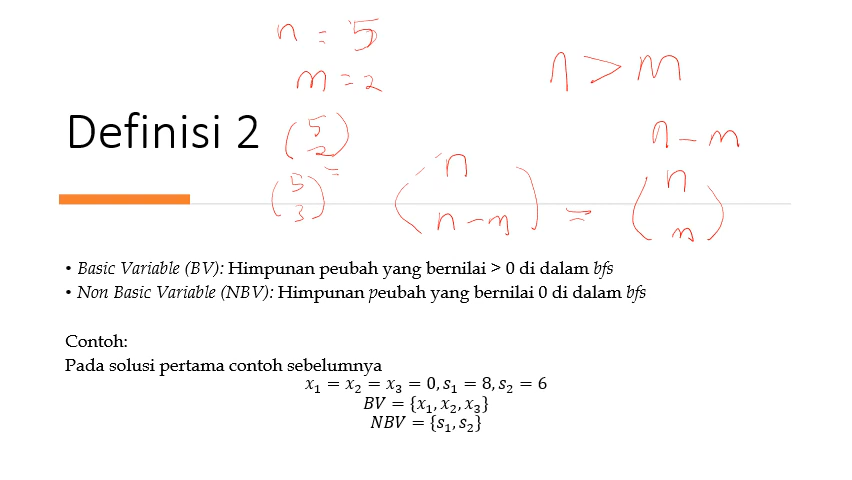 n = 5
m = 2
n > m
Definisi 2
(5 2) =
n - m
(5 3)
(n n-m) = (n m)
• Basic Variable (BV): Himpunan peubah yang bernilai > 0 di dalam bfs
• Non Basic Variable (NBV): Himpunan peubah yang bernilai 0 di dalam bfs
Contoh:
Pada solusi pertama contoh sebelumnya
𝑥₁ = 𝑥₂ = 𝑥₃ = 0, 𝑠₁ = 8, 𝑠₂ = 6
𝐵𝑉 = {𝑥₁, 𝑥₂, 𝑥₃}
𝑁𝐵𝑉 = {𝑠₁, 𝑠₂}